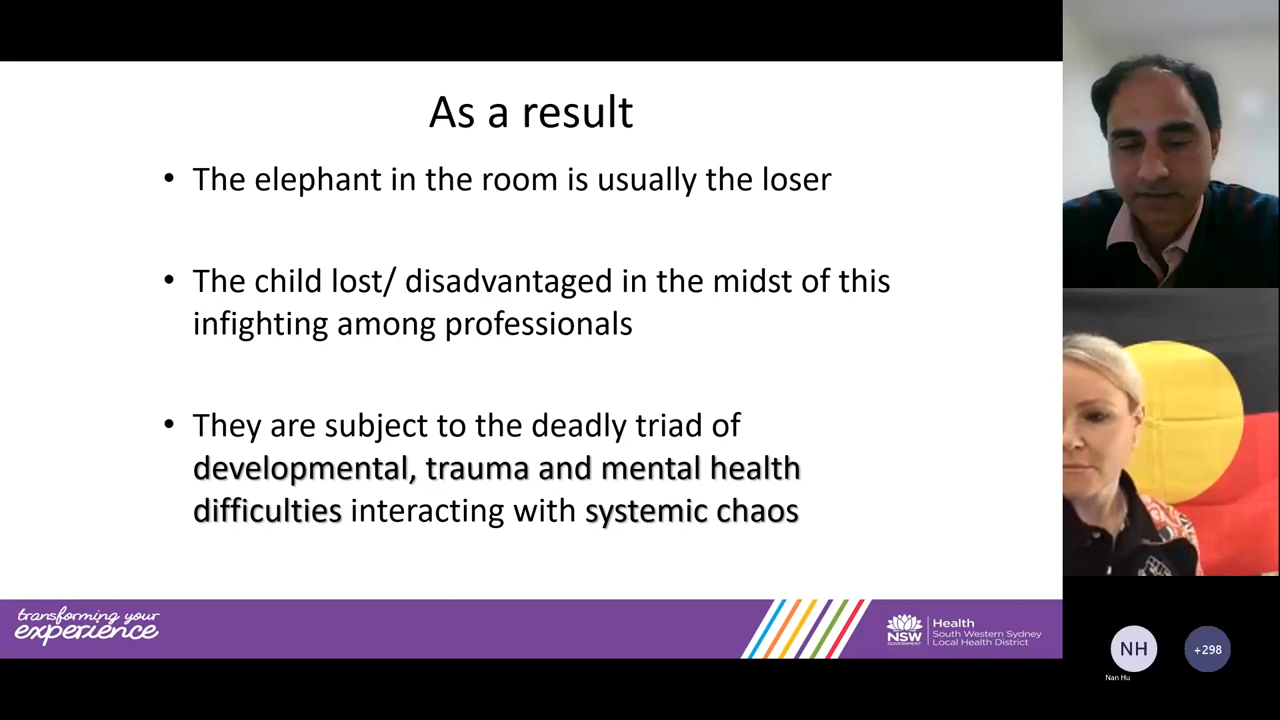 As a result
• The elephant in the room is usually the loser
• The child lost/ disadvantaged in the midst of this
infighting among professionals
• They are subject to the deadly triad of
developmental, trauma and mental health
difficulties interacting with systemic chaos
transforming your
experience
NSW
GOVERNMENT
Health
South Western Sydney
Local Health District
NH
+298
Nan Hu